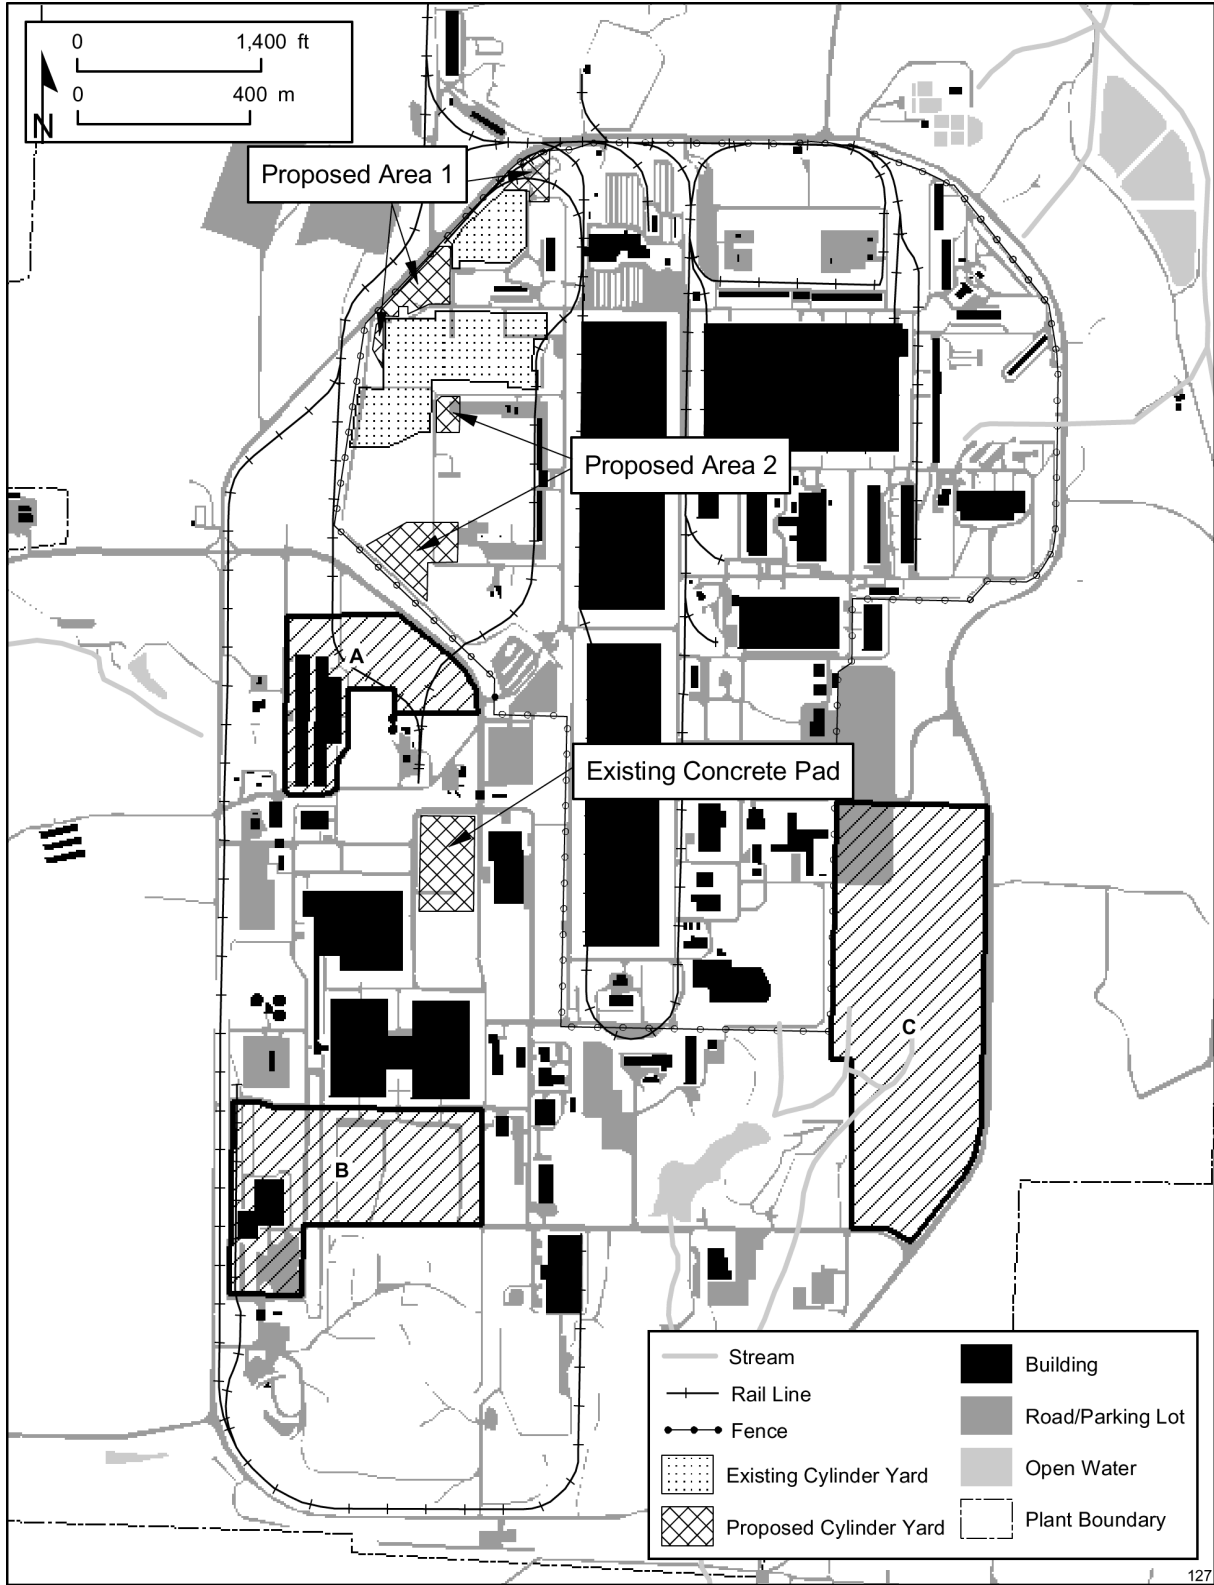 0 1,400 ft
0 400 m
N
Proposed Area 1
Proposed Area 2
A
Existing Concrete Pad
C
B
Stream
Rail Line
Fence
Existing Cylinder Yard
Proposed Cylinder Yard
Building
Road/Parking Lot
Open Water
Plant Boundary
127